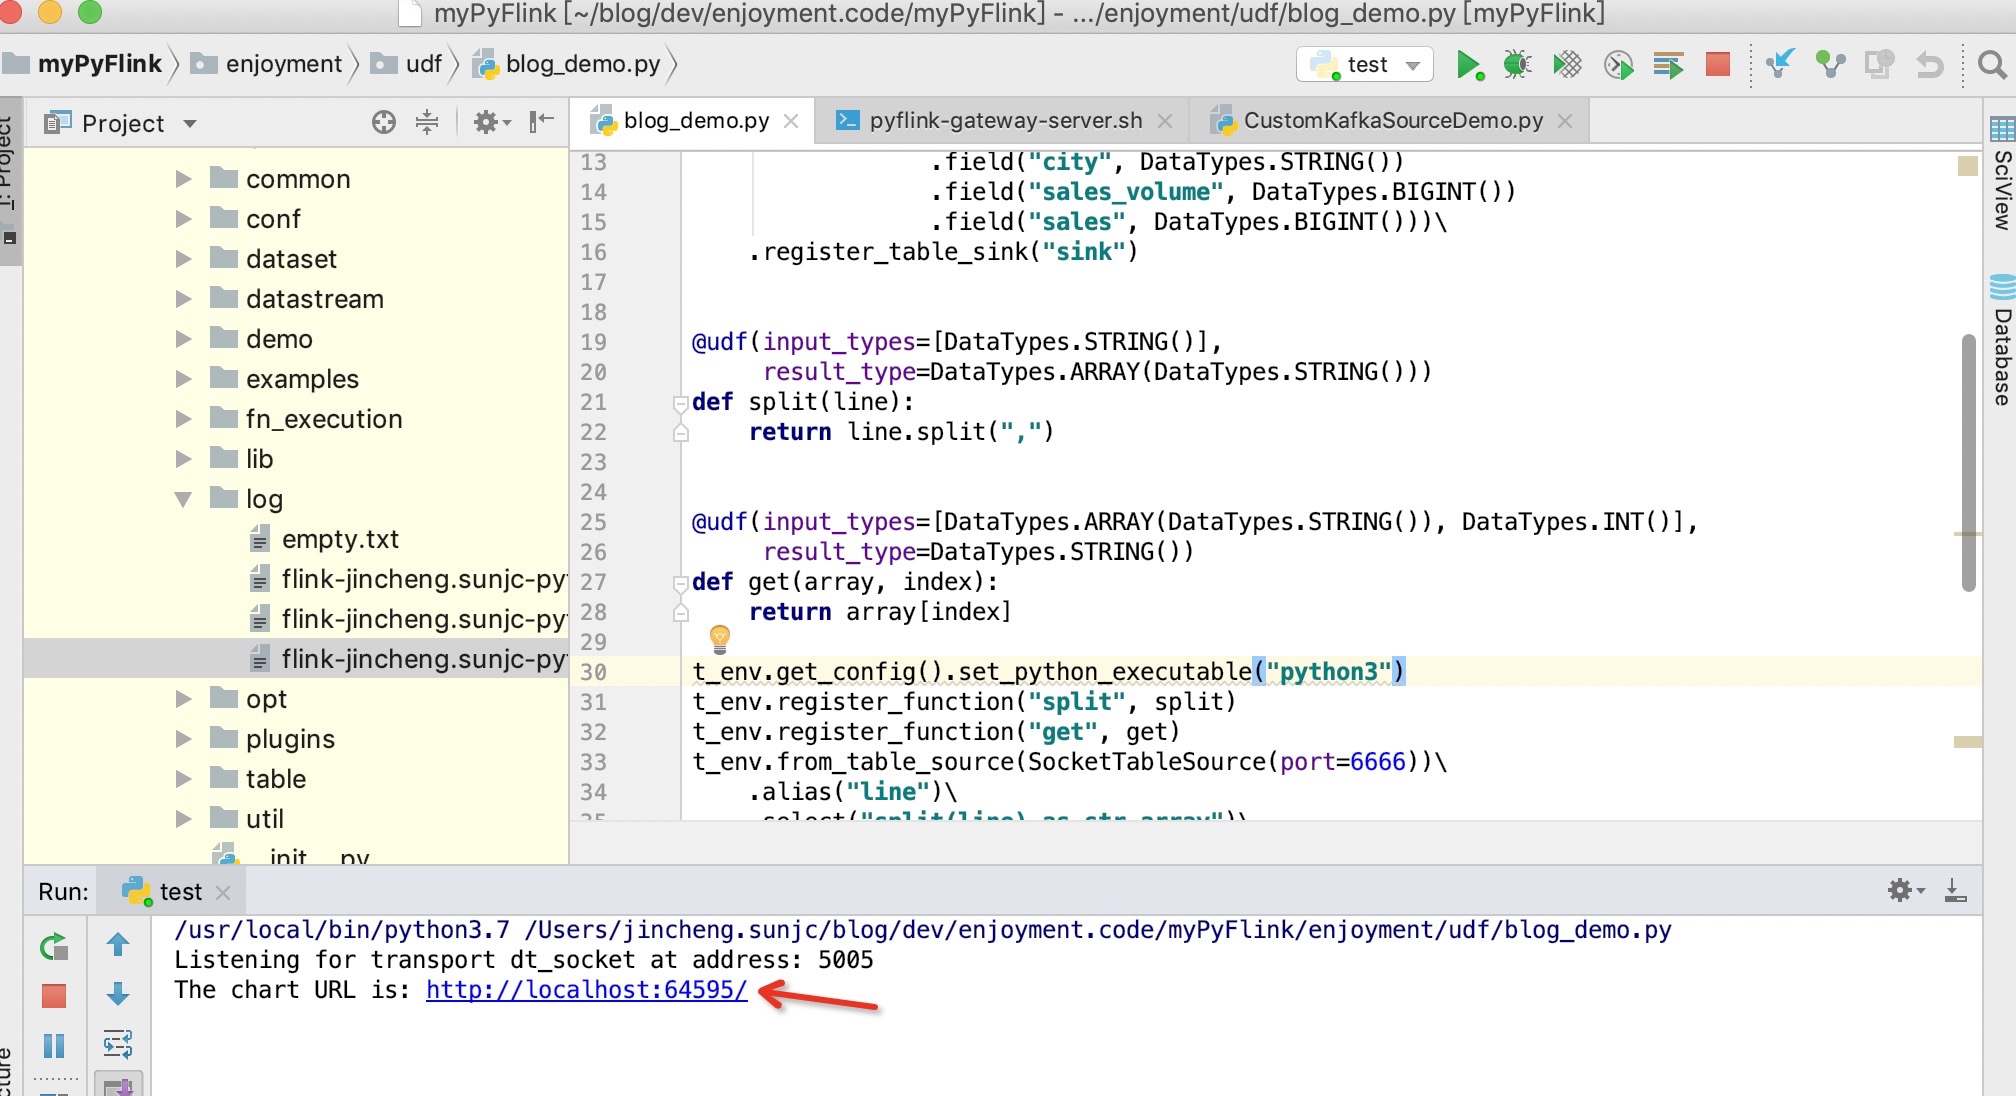 myPyFlink [~/blog/dev/enjoyment.code/myPyFlink] - .../enjoyment/udf/blog_demo.py [myPyFlink]
myPyFlink enjoyment udf blog_demo.py test
Project
blog_demo.py pyflink-gateway-server.sh CustomKafkaSourceDemo.py
common
conf
dataset
datastream
demo
examples
fn_execution
lib
log
empty.txt
flink-jincheng.sunjc-py
flink-jincheng.sunjc-py
flink-jincheng.sunjc-py
opt
plugins
table
util
__init__.py
13 .field("city", DataTypes.STRING())
14 .field("sales_volume", DataTypes.BIGINT())
15 .field("sales", DataTypes.BIGINT()))\
16 .register_table_sink("sink")
17
18
19 @udf(input_types=[DataTypes.STRING()],
20 result_type=DataTypes.ARRAY(DataTypes.STRING()))
21 def split(line):
22 return line.split(",")
23
24
25 @udf(input_types=[DataTypes.ARRAY(DataTypes.STRING()), DataTypes.INT()],
26 result_type=DataTypes.STRING())
27 def get(array, index):
28 return array[index]
29
30 t_env.get_config().set_python_executable("python3")
31 t_env.register_function("split", split)
32 t_env.register_function("get", get)
33 t_env.from_table_source(SocketTableSource(port=6666))\
34 .alias("line")\
35 .select("split(line) as str_array")\
1: Project
SciView
Database
Run: test
/usr/local/bin/python3.7 /Users/jincheng.sunjc/blog/dev/enjoyment.code/myPyFlink/enjoyment/udf/blog_demo.py
Listening for transport dt_socket at address: 5005
The chart URL is: http://localhost:64595/